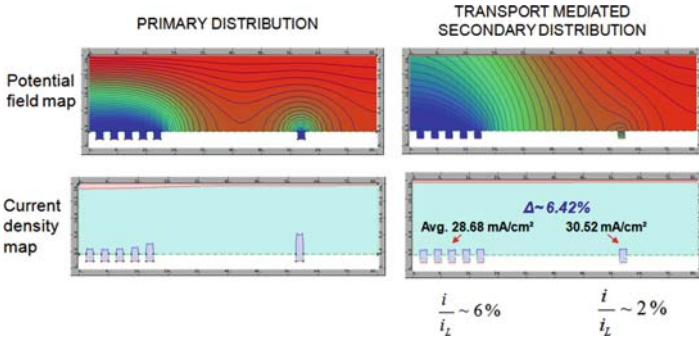 PRIMARY DISTRIBUTION
TRANSPORT MEDIATED
SECONDARY DISTRIBUTION
Potential
field map
Current
density
map
Δ~ 6.42%
Avg. 28.68 mA/cm²
30.52 mA/cm²
i/i_L ~ 6%
i/i_L ~ 2%